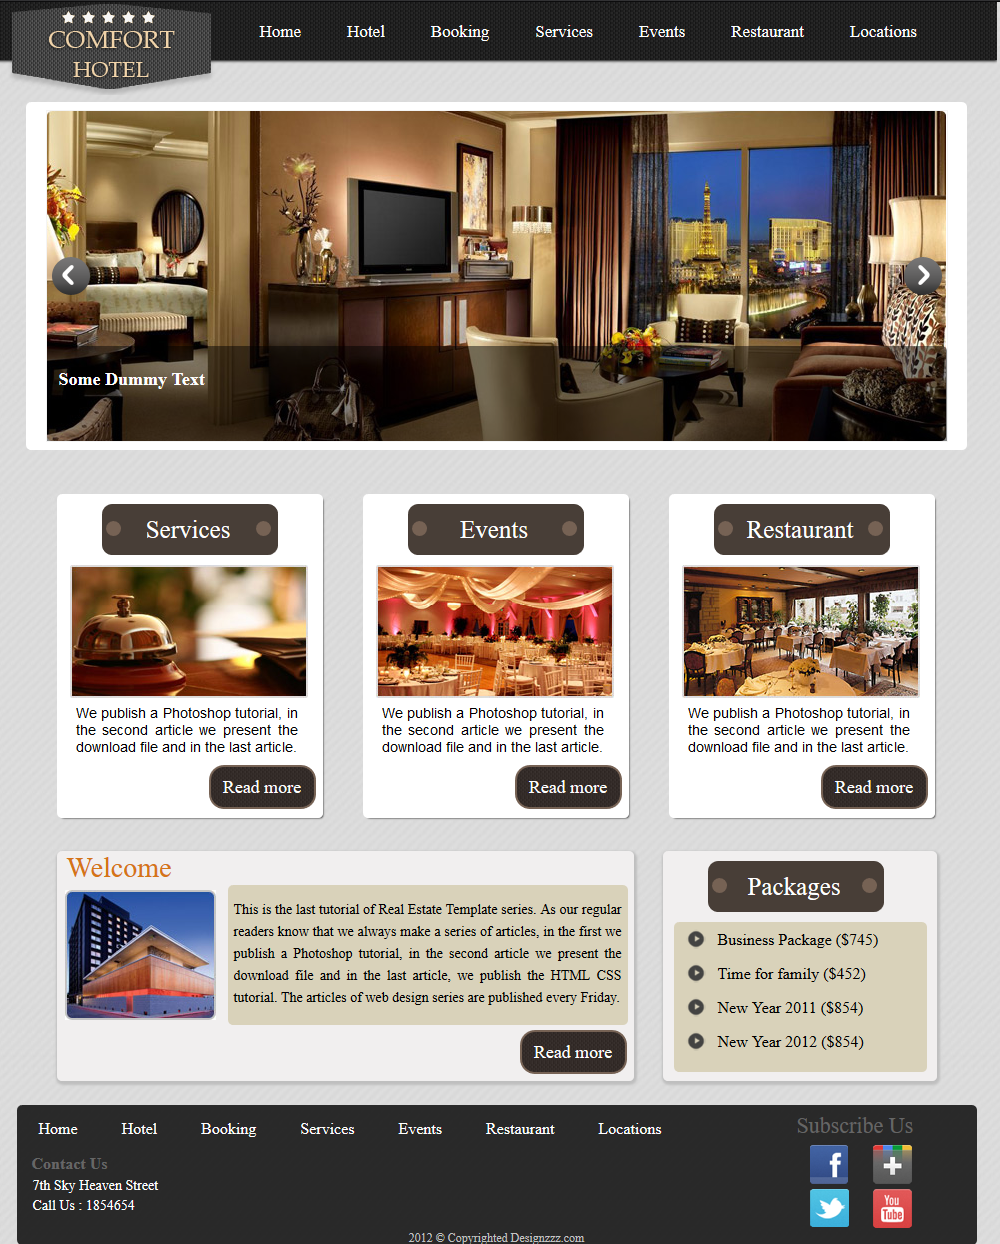 COMFORT
HOTEL
Home Hotel Booking Services Events Restaurant Locations
Some Dummy Text
Services
We publish a Photoshop tutorial, in
the second article we present the
download file and in the last article.
Read more
Events
We publish a Photoshop tutorial, in
the second article we present the
download file and in the last article.
Read more
Restaurant
We publish a Photoshop tutorial, in
the second article we present the
download file and in the last article.
Read more
Welcome
This is the last tutorial of Real Estate Template series. As our regular
readers know that we always make a series of articles, in the first we
publish a Photoshop tutorial, in the second article we present the
download file and in the last article, we publish the HTML CSS
tutorial. The articles of web design series are published every Friday.
Read more
Packages
Business Package ($745)
Time for family ($452)
New Year 2011 ($854)
New Year 2012 ($854)
Home Hotel Booking Services Events Restaurant Locations
Contact Us
7th Sky Heaven Street
Call Us : 1854654
Subscribe Us
f
You
Tube
2012 © Copyrighted Designzzz.com